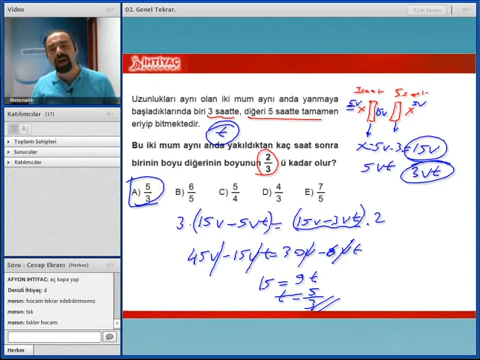 Video
02. Genel Tekrar.
Tam Ekran
Matematik
Katılımcılar (17)
Toplantı Sahipleri
Sunucular
Katılımcılar
Soru - Cevap Ekranı
AFYON İHTİYAÇ: aç kapa yap
Denizli İhtiyaç: d
mersin: hocam tekrar edebilirmisiniz
mersin: tsk
mersin: tskler hocam.
Herkes
İHTİYAÇ
Uzunlukları aynı olan iki mum aynı anda yanmaya
başladıklarında biri 3 saatte, diğeri 5 saatte tamamen
eriyip bitmektedir.
t
Bu iki mum aynı anda yakıldıktan kaç saat sonra
birinin boyu diğerinin boyunun 2/3 ü kadar olur?
A) 5/3 B) 6/5 C) 5/4 D) 4/3 E) 7/5
3 saat 5 saat
5V x 15V x 3V
x = 5V · 3 = 15V
5Vt 3Vt
3·(15V − 5Vt) = (15V − 3Vt)·2
45V − 15Vt = 30V − 6Vt
15 = 9t
t = 5/3